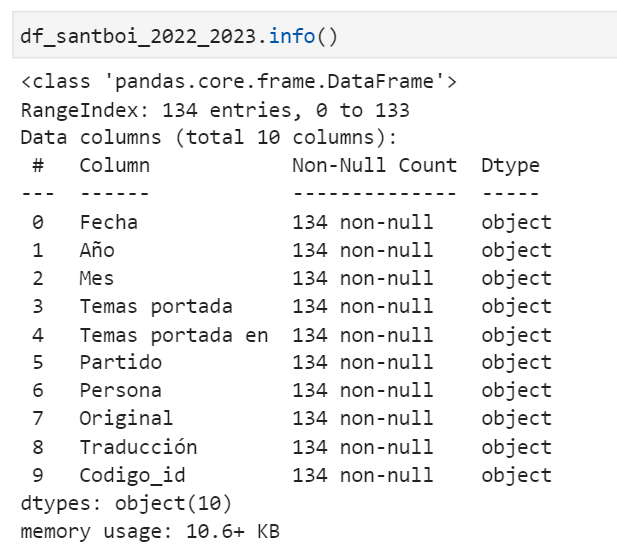 df_santboi_2022_2023.info()
<class 'pandas.core.frame.DataFrame'>
RangeIndex: 134 entries, 0 to 133
Data columns (total 10 columns):
 #   Column            Non-Null Count  Dtype
---  ------            --------------  -----
 0   Fecha             134 non-null    object
 1   Año               134 non-null    object
 2   Mes               134 non-null    object
 3   Temas portada     134 non-null    object
 4   Temas portada en  134 non-null    object
 5   Partido           134 non-null    object
 6   Persona           134 non-null    object
 7   Original          134 non-null    object
 8   Traducción        134 non-null    object
 9   Codigo_id         134 non-null    object
dtypes: object(10)
memory usage: 10.6+ KB